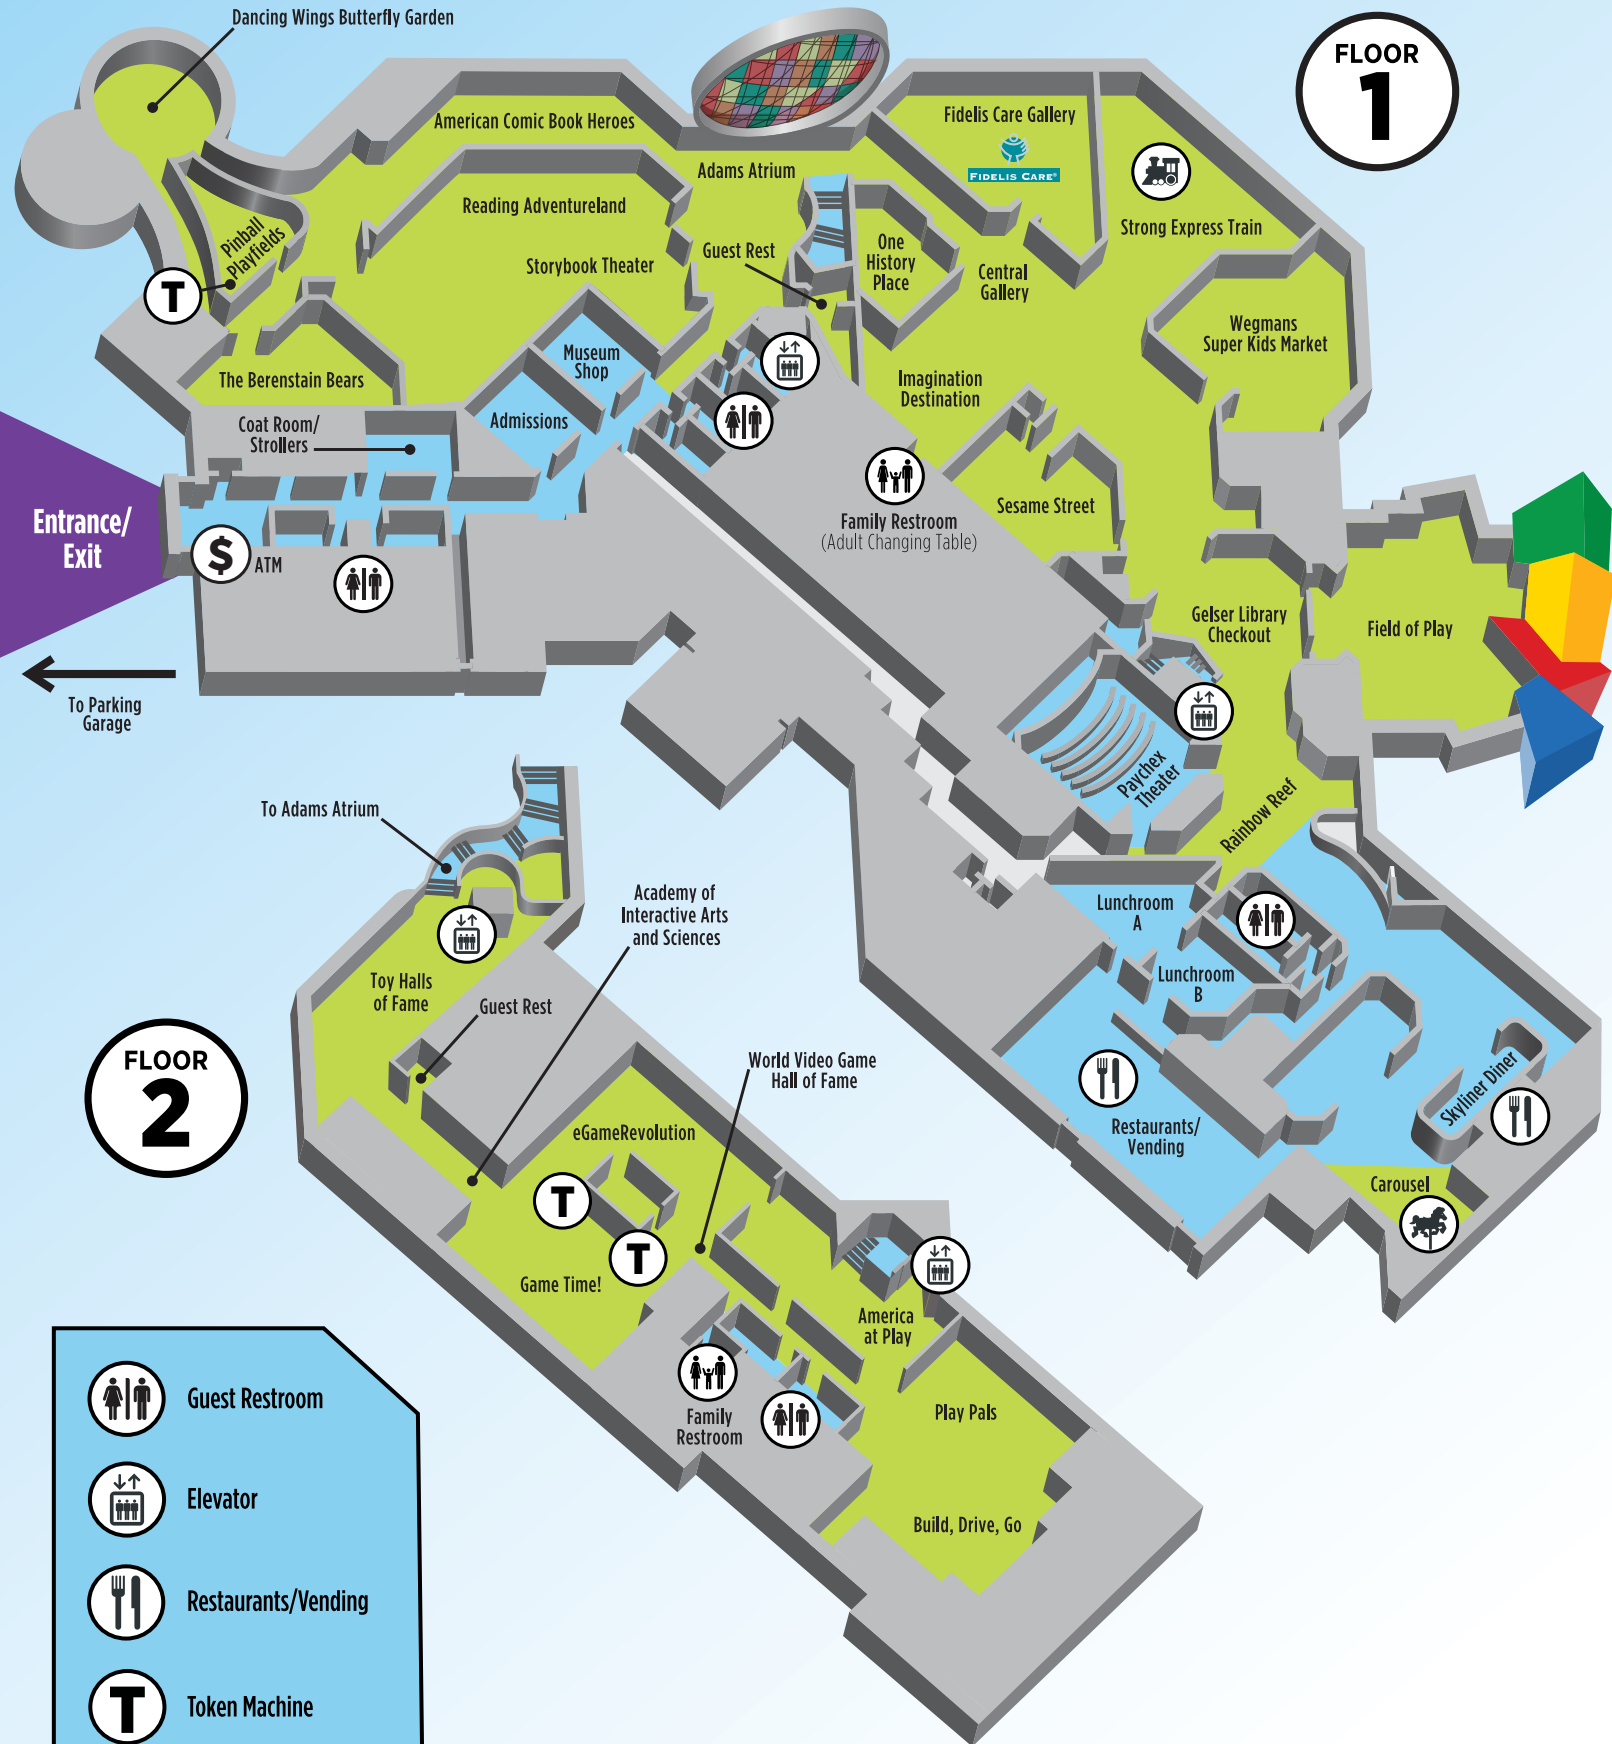 Dancing Wings Butterfly Garden
FLOOR
1
American Comic Book Heroes
Fidelis Care Gallery
FIDELIS CARE®
Adams Atrium
Reading Adventureland
Strong Express Train
Pinball
Playfields
One
History
Place
Guest Rest
Storybook Theater
Central
Gallery
T
Wegmans
Super Kids Market
Museum
Shop
The Berenstain Bears
Imagination
Destination
Admissions
Coat Room/
Strollers
Entrance/
Exit
Sesame Street
Family Restroom
(Adult Changing Table)
$
ATM
Gelser Library
Checkout
Field of Play
To Parking
Garage
Paychex
Theater
Rainbow Reef
To Adams Atrium
Academy of
Interactive Arts
and Sciences
Lunchroom
A
Lunchroom
B
Toy Halls
of Fame
Guest Rest
FLOOR
2
World Video Game
Hall of Fame
Skyliner Diner
eGameRevolution
Restaurants/
Vending
Carousel
T
T
Game Time!
America
at Play
Family
Restroom
Play Pals
Build, Drive, Go
Guest Restroom
Elevator
Restaurants/Vending
T
Token Machine